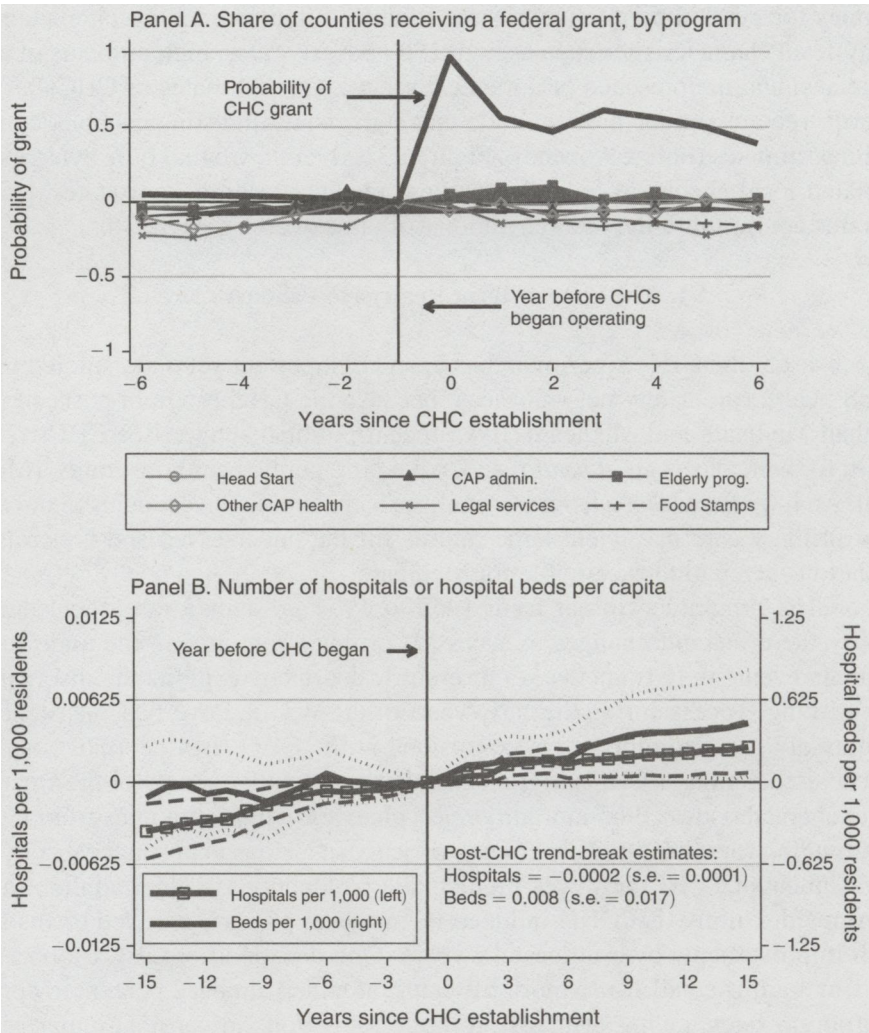 Panel A. Share of counties receiving a federal grant, by program
1
0.5
0
−0.5
−1
Probability of grant
Probability of
CHC grant
Year before CHCs
began operating
−6 −4 −2 0 2 4 6
Years since CHC establishment
Head Start CAP admin. Elderly prog.
Other CAP health Legal services Food Stamps
Panel B. Number of hospitals or hospital beds per capita
0.0125
0.00625
0
−0.00625
−0.0125
Hospitals per 1,000 residents
Year before CHC began
1.25
0.625
0
−0.625
−1.25
Hospital beds per 1,000 residents
Post-CHC trend-break estimates:
Hospitals = −0.0002 (s.e. = 0.0001)
Beds = 0.008 (s.e. = 0.017)
Hospitals per 1,000 (left)
Beds per 1,000 (right)
−15 −12 −9 −6 −3 0 3 6 9 12 15
Years since CHC establishment